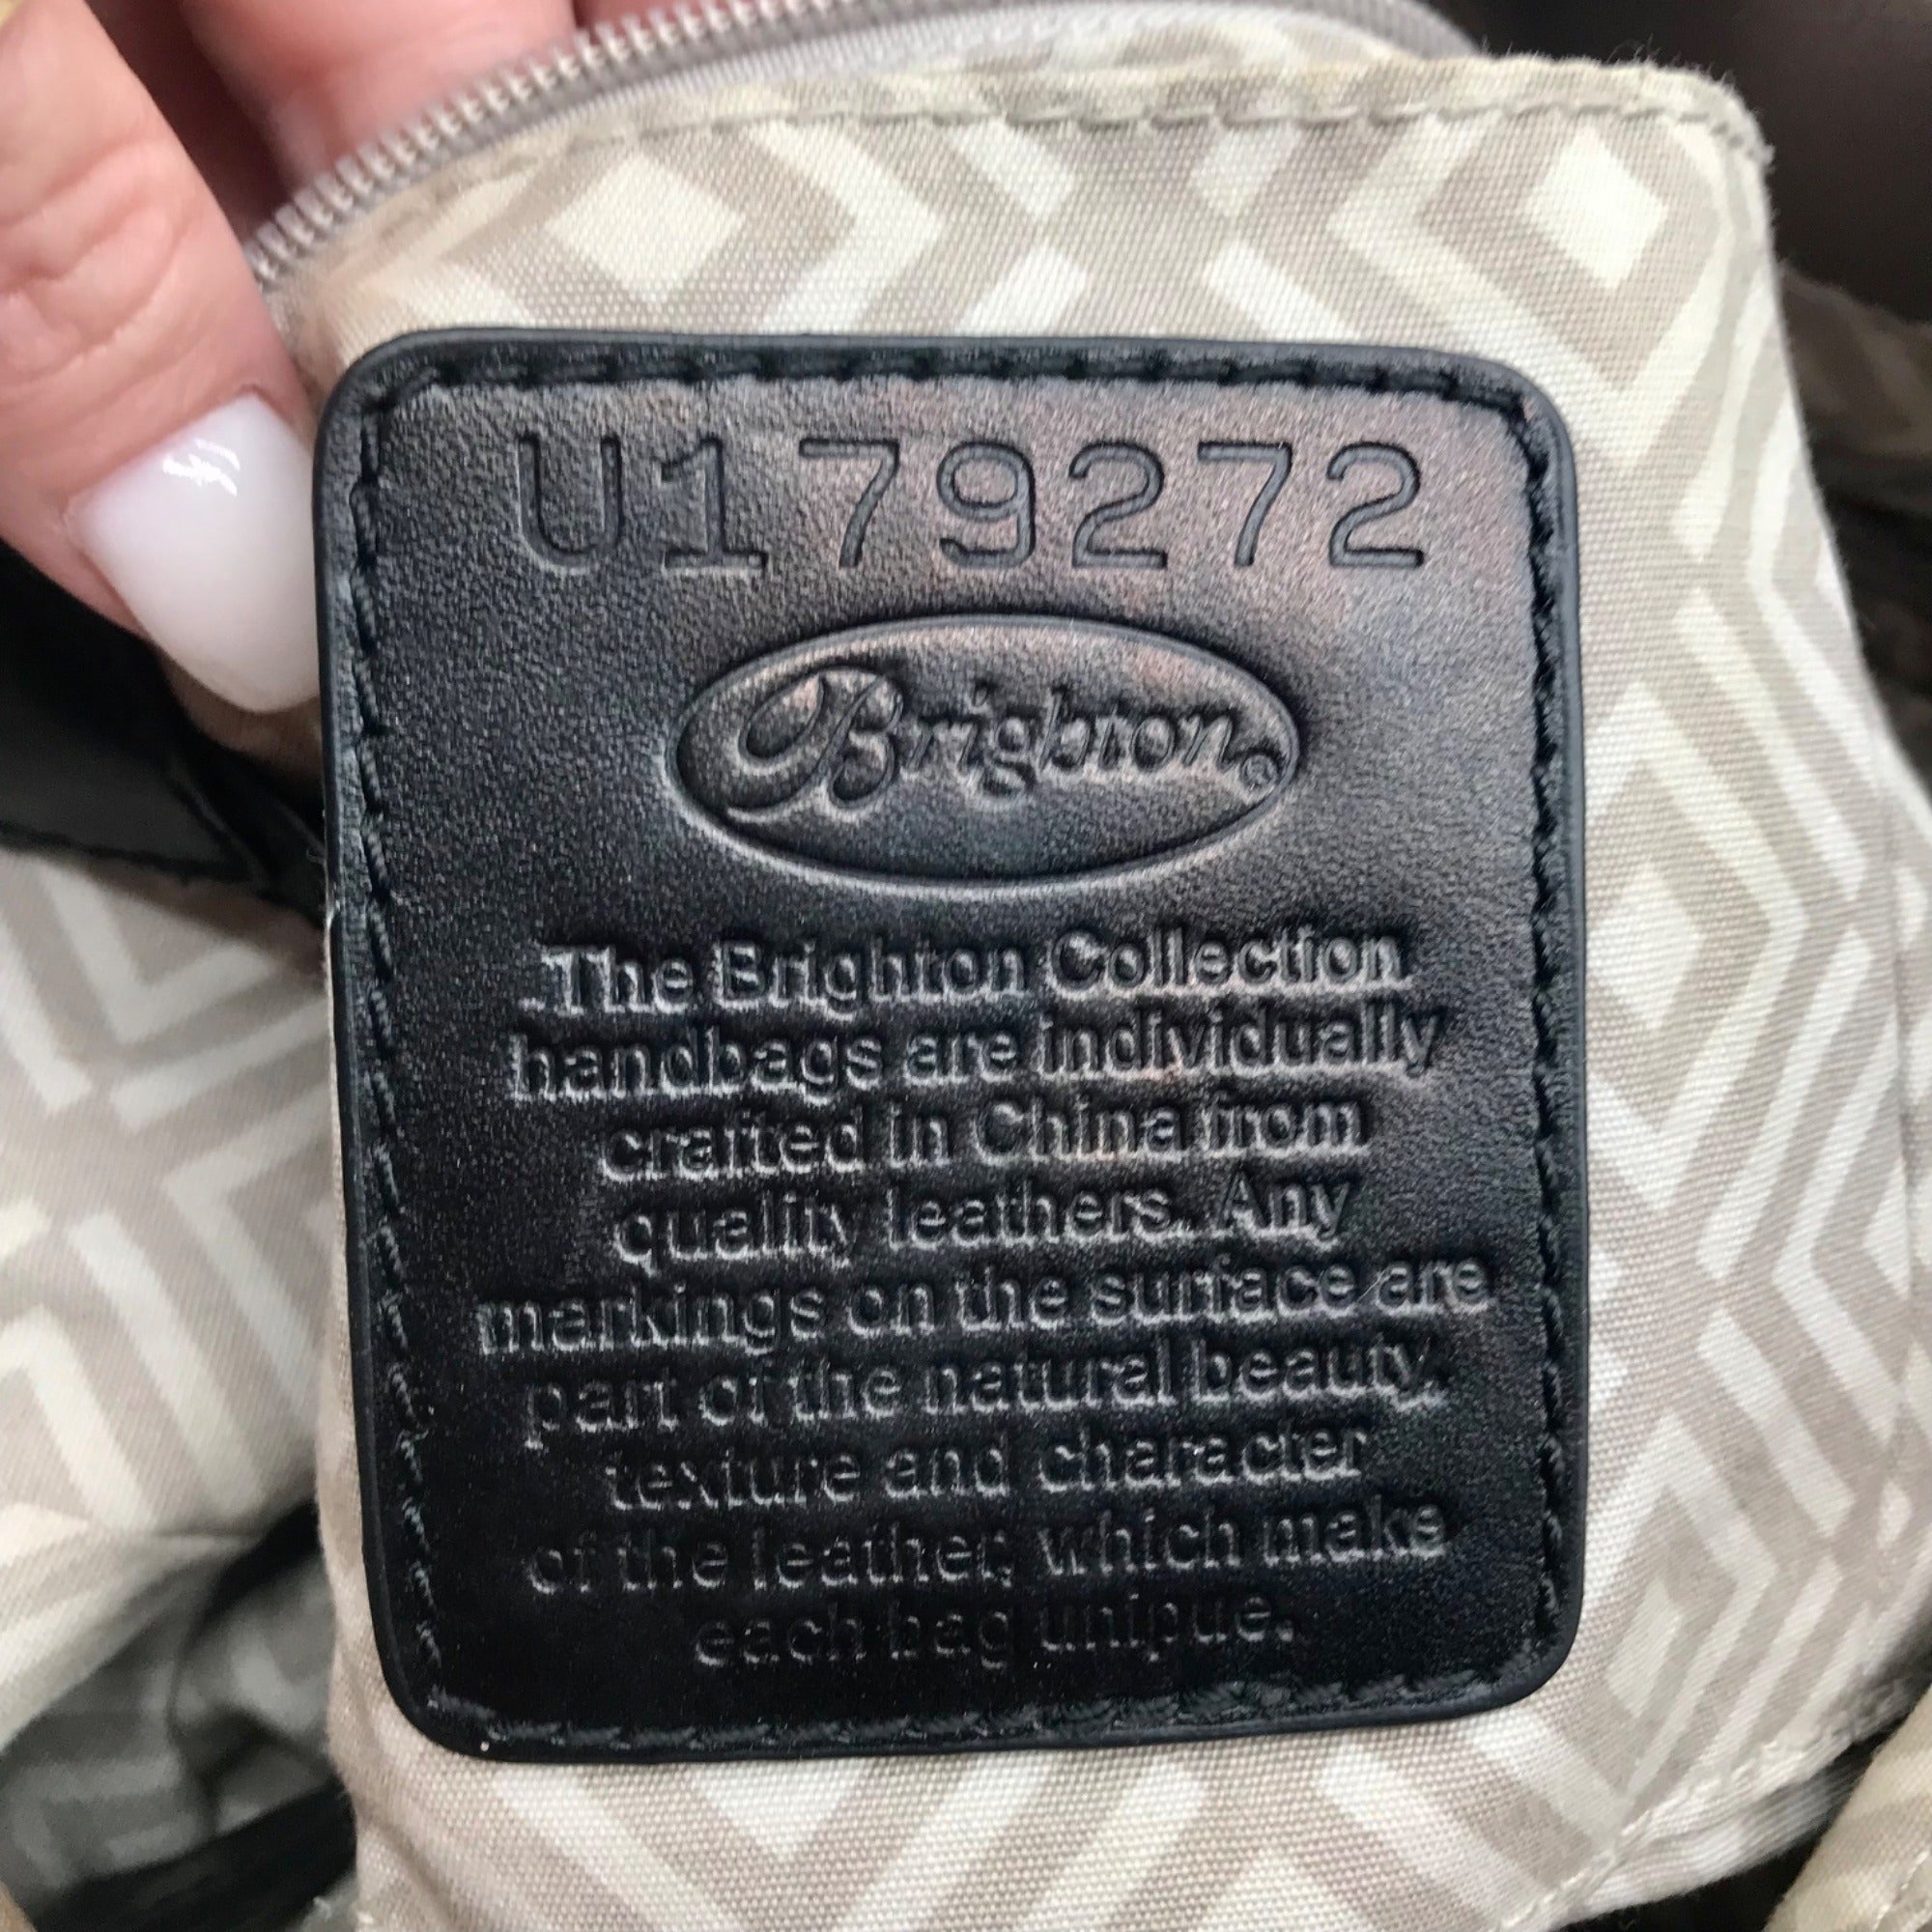 U179272
Brighton ©
The Brighton Collection
handbags are individually
crafted in China from
quality leathers. Any
markings on the surface are
part of the natural beauty,
texture and character
of the leather, which make
each bag unique.